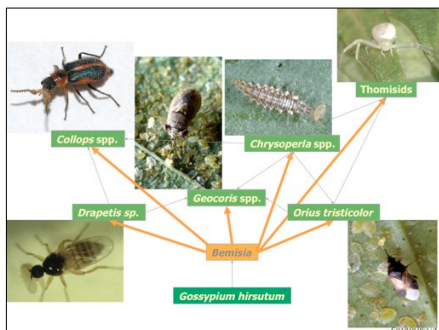 Thomisids
Collops spp.
Chrysoperla spp.
Geocoris spp.
Drapetis sp.
Orius tristicolor
Bemisia
Gossypium hirsutum